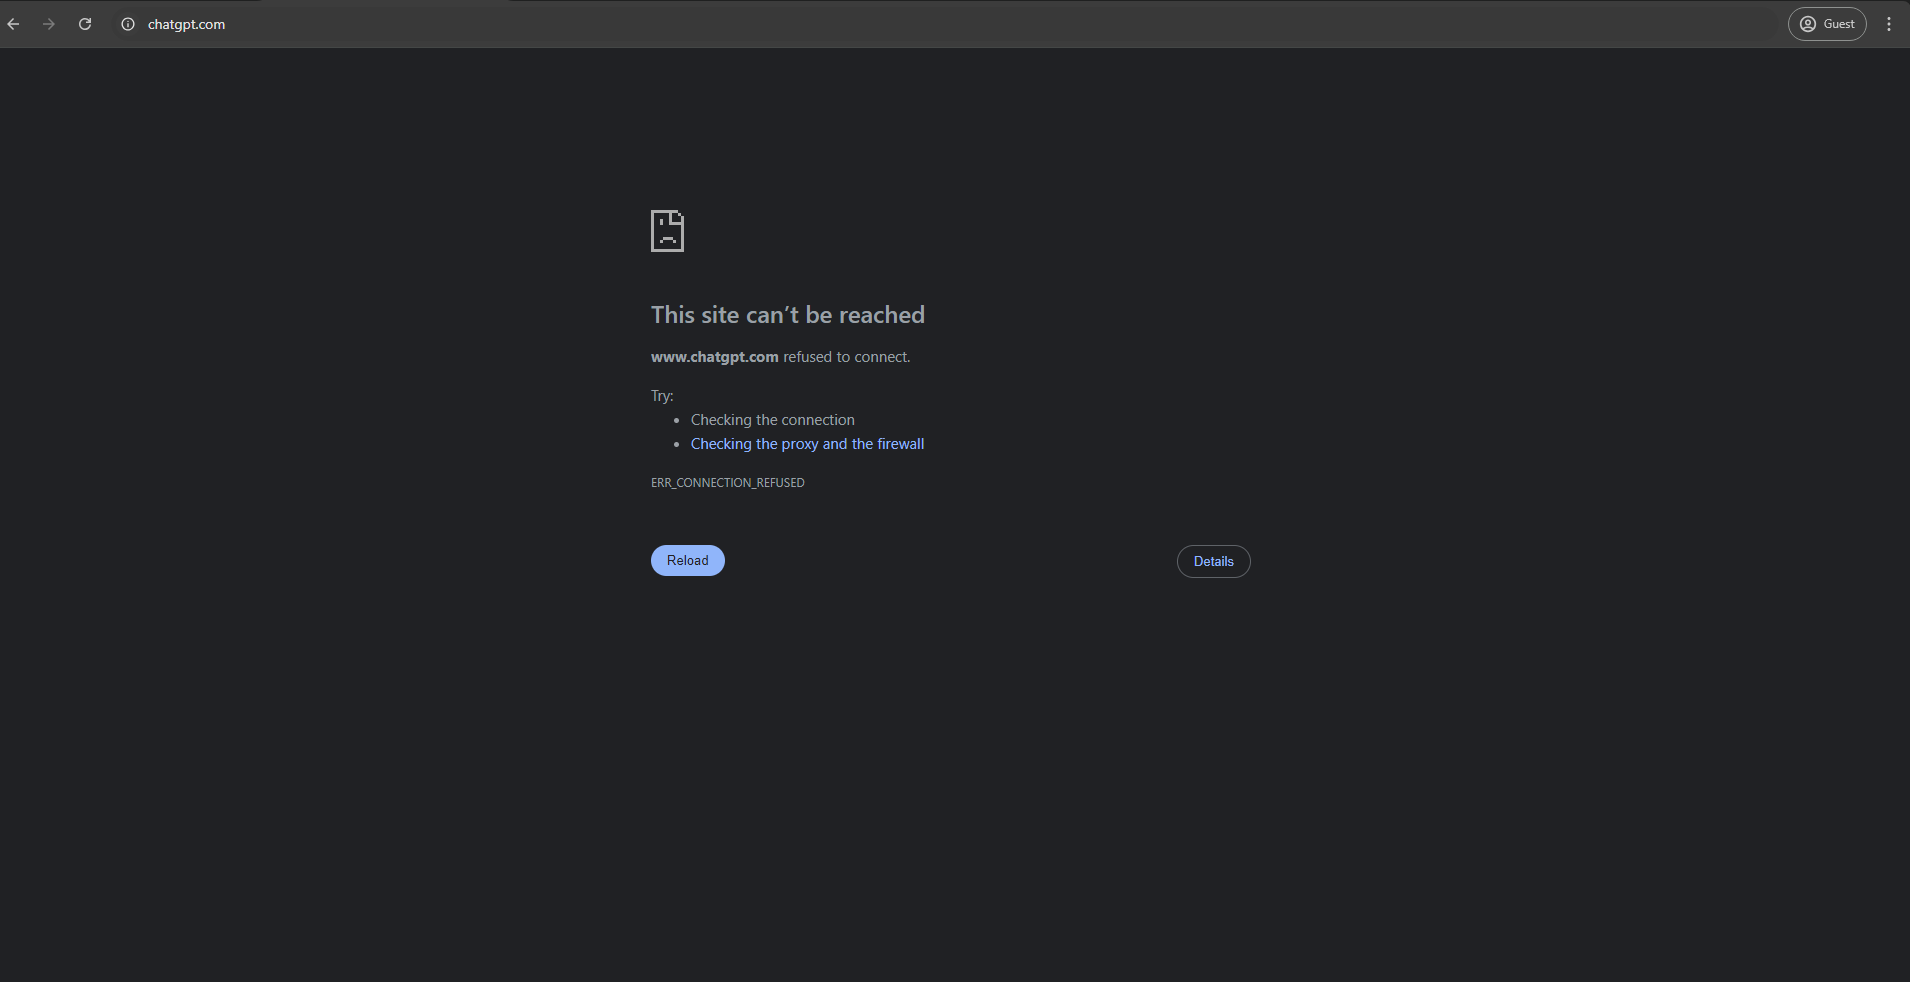 chatgpt.com
Guest
This site can’t be reached
www.chatgpt.com refused to connect.
Try:
• Checking the connection
• Checking the proxy and the firewall
ERR_CONNECTION_REFUSED
Reload
Details